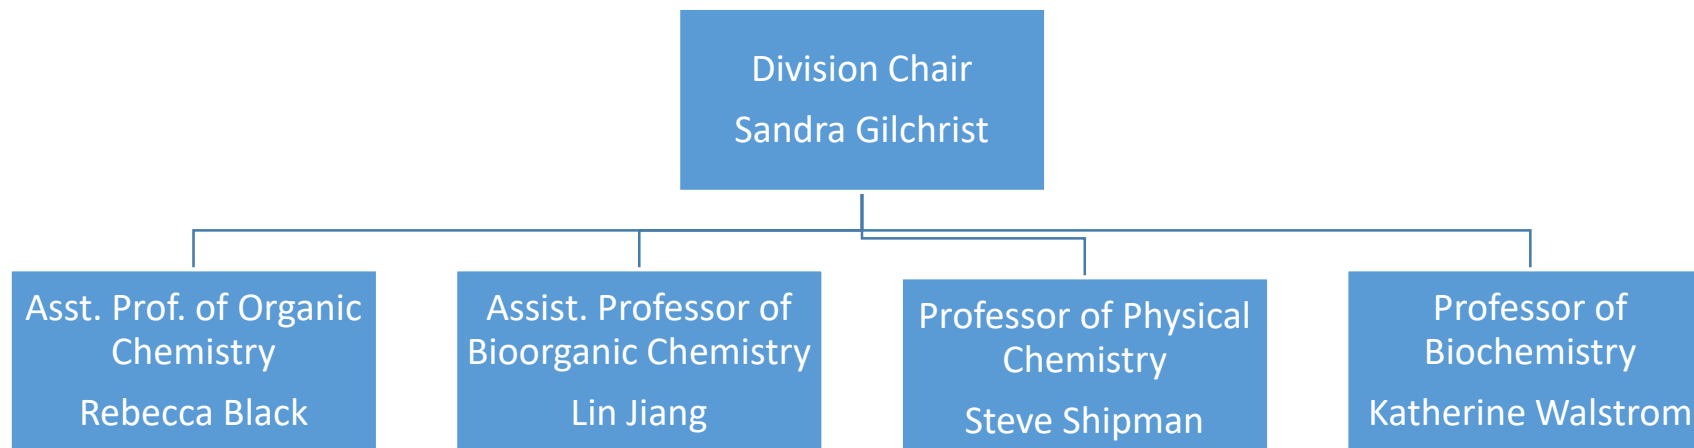 Division Chair
Sandra Gilchrist
Asst. Prof. of Organic
Chemistry
Rebecca Black
Assist. Professor of
Bioorganic Chemistry
Lin Jiang
Professor of Physical
Chemistry
Steve Shipman
Professor of
Biochemistry
Katherine Walstrom